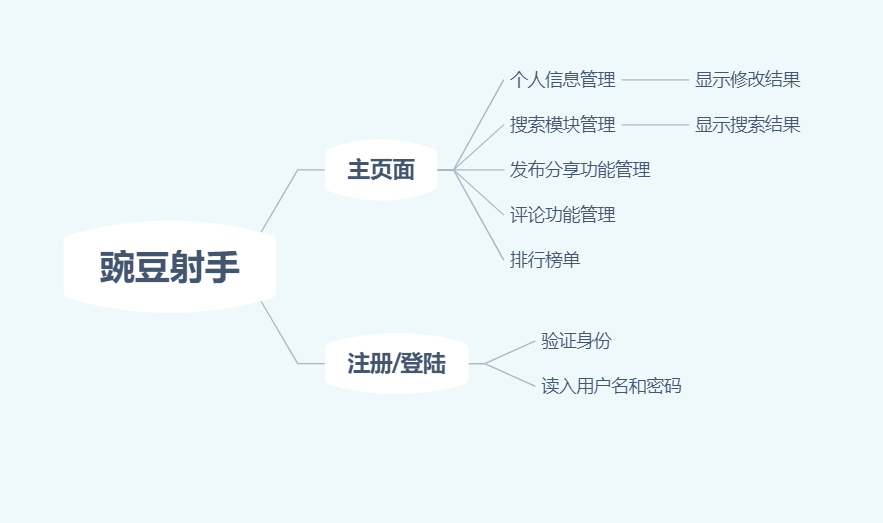 豌豆射手
主页面
个人信息管理
显示修改结果
搜索模块管理
显示搜索结果
发布分享功能管理
评论功能管理
排行榜单
注册/登陆
验证身份
读入用户名和密码